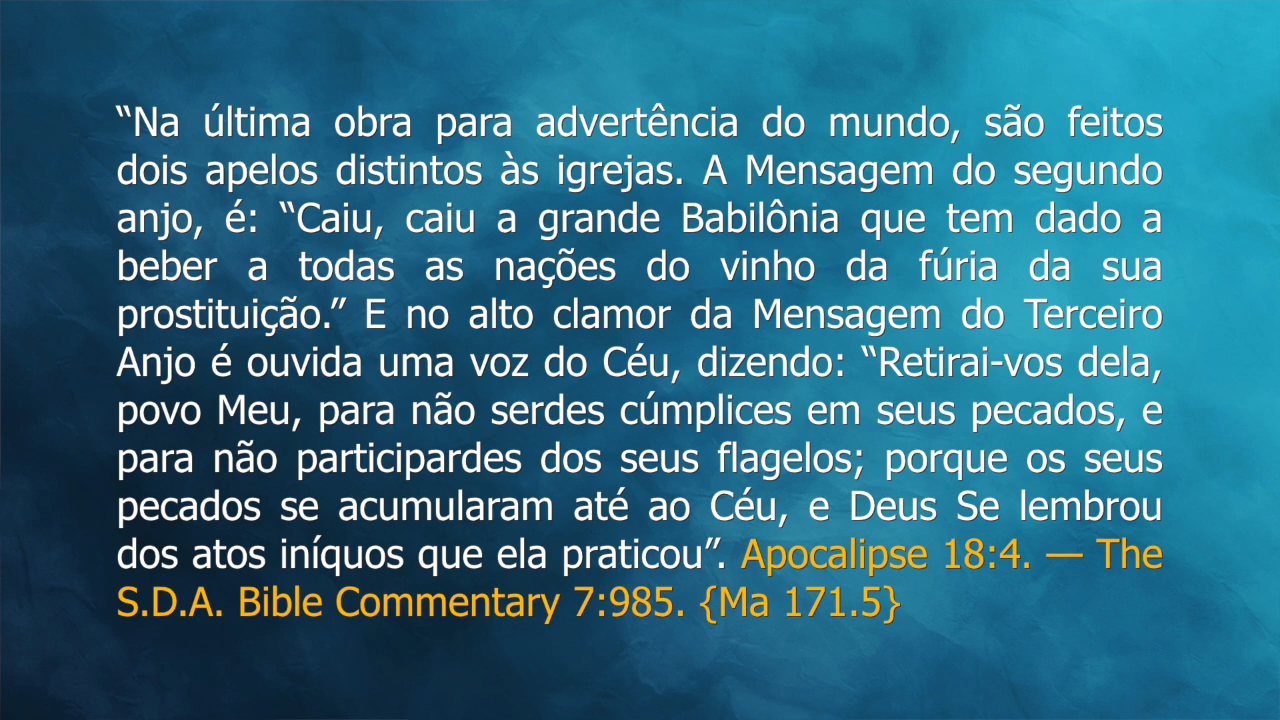 “Na última obra para advertência do mundo, são feitos
dois apelos distintos às igrejas. A Mensagem do segundo
anjo, é: “Caiu, caiu a grande Babilônia que tem dado a
beber a todas as nações do vinho da fúria da sua
prostituição.” E no alto clamor da Mensagem do Terceiro
Anjo é ouvida uma voz do Céu, dizendo: “Retirai-vos dela,
povo Meu, para não serdes cúmplices em seus pecados, e
para não participardes dos seus flagelos; porque os seus
pecados se acumularam até ao Céu, e Deus Se lembrou
dos atos iníquos que ela praticou”. Apocalipse 18:4. — The
S.D.A. Bible Commentary 7:985. {Ma 171.5}